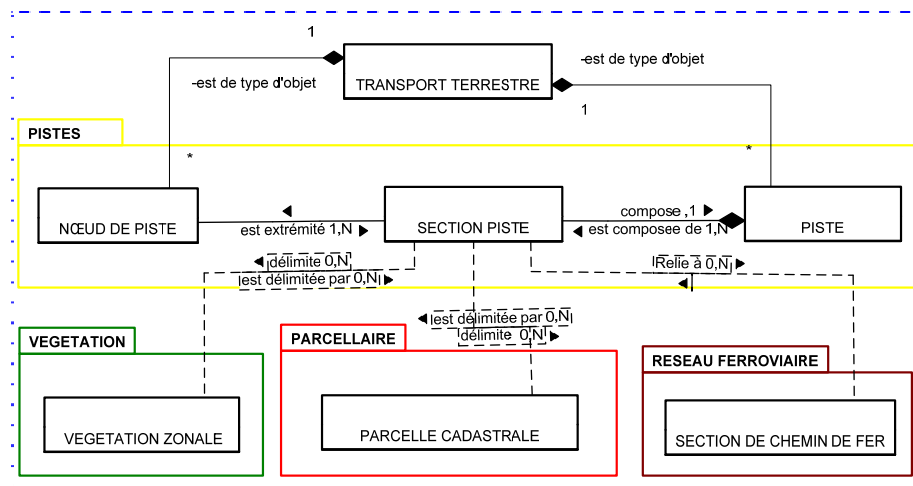 1
-est de type d'objet
TRANSPORT TERRESTRE
-est de type d'objet
1
PISTES
*
*
NŒUD DE PISTE
est extrémité 1,N
SECTION PISTE
compose ,1
est composee de 1,N
PISTE
délimite 0,N
est délimitée par 0,N
Relie à 0,N
est délimitée par 0,N
délimite 0,N
VEGETATION
VEGETATION ZONALE
PARCELLAIRE
PARCELLE CADASTRALE
RESEAU FERROVIAIRE
SECTION DE CHEMIN DE FER